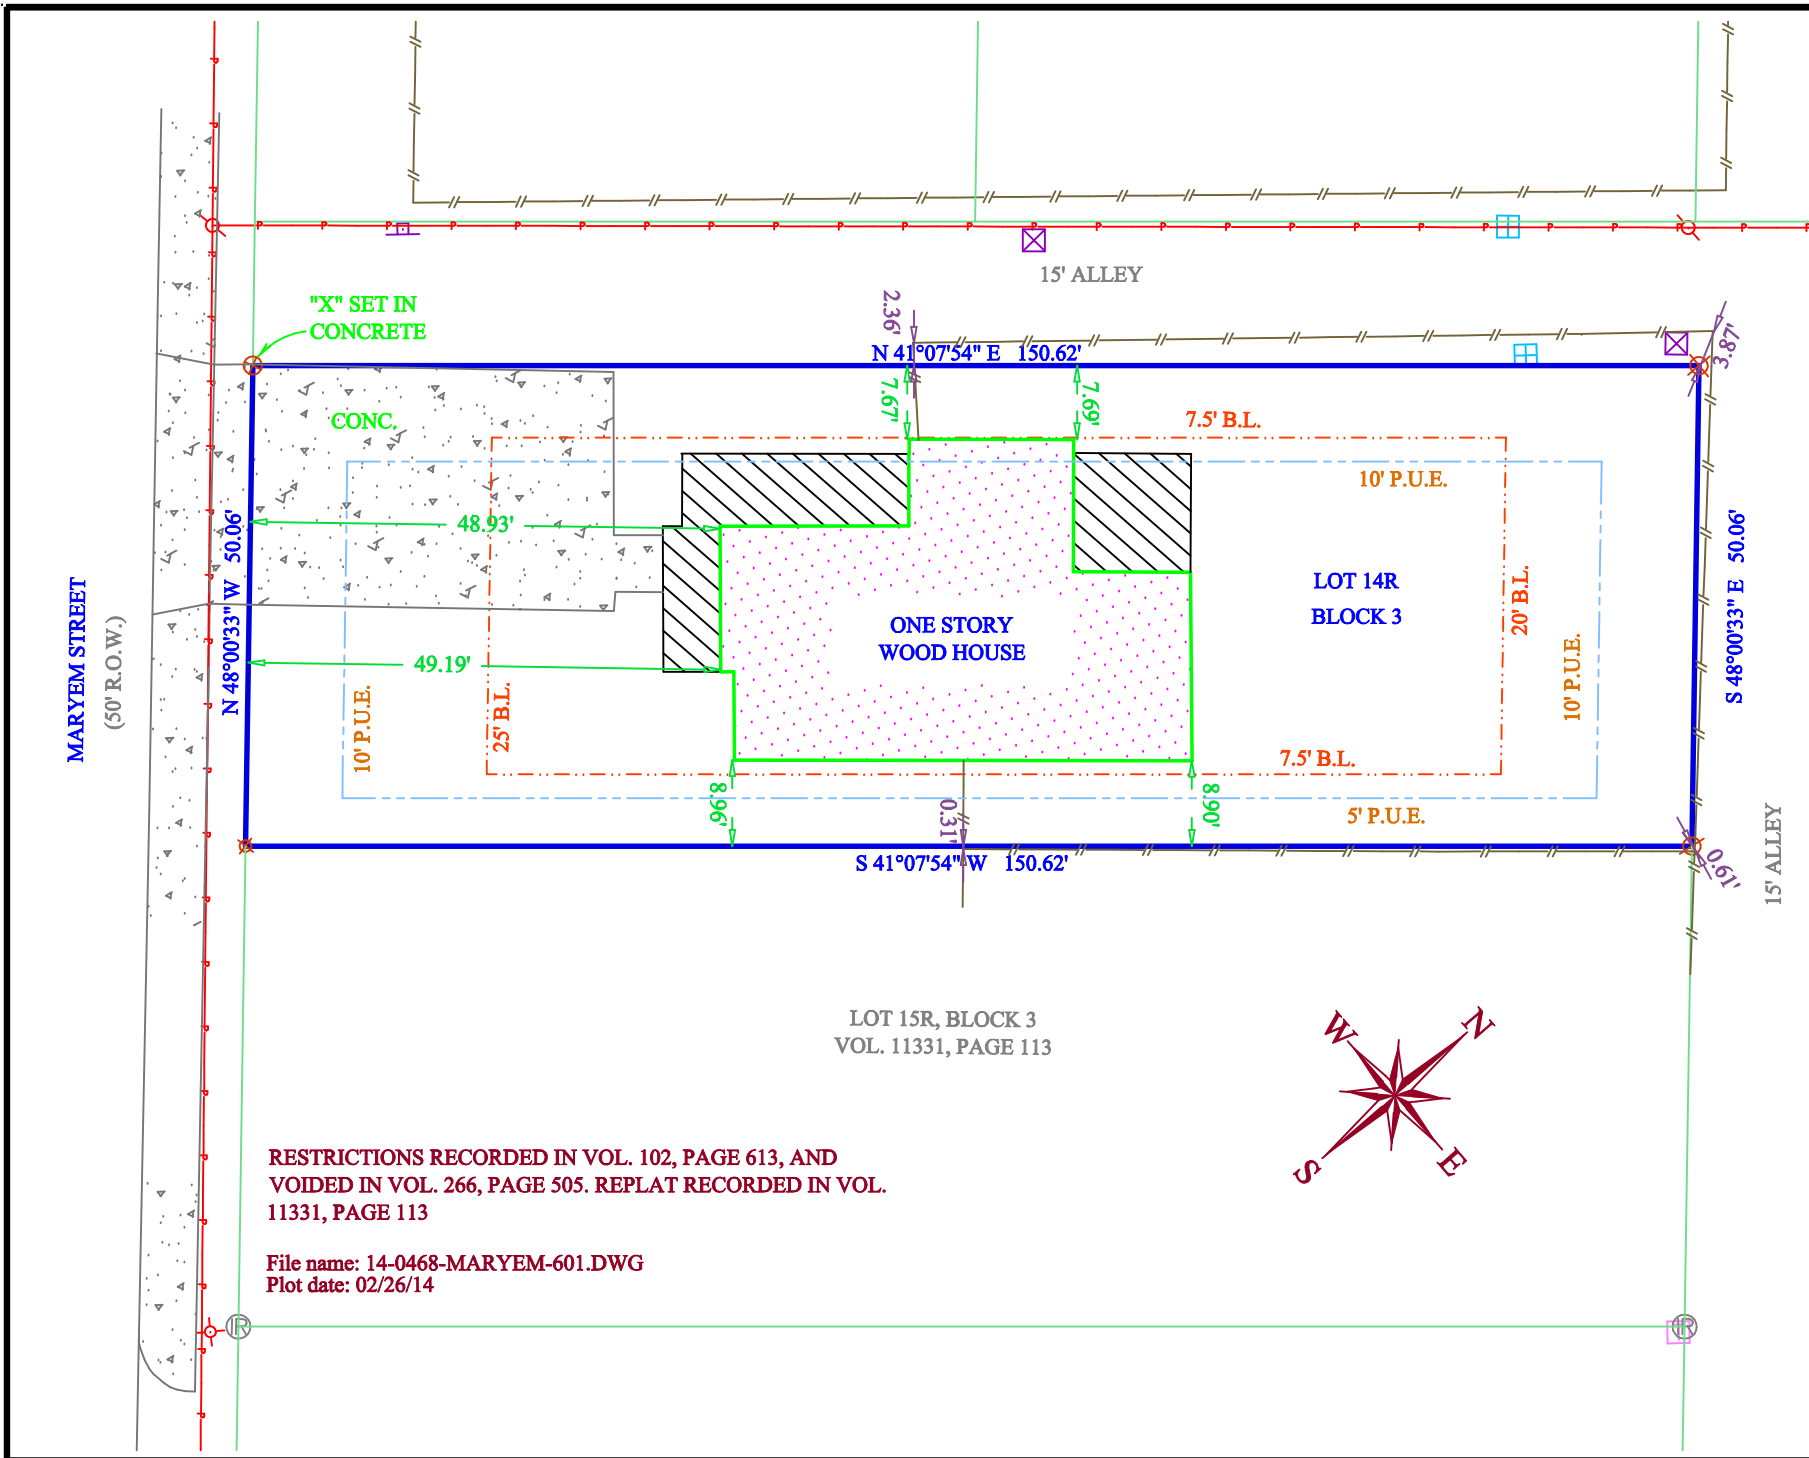 15' ALLEY
"X" SET IN
CONCRETE
2.36'
3.87'
N 41°07'54" E   150.62'
CONC.
7.67'
7.69'
7.5' B.L.
10' P.U.E.
48.93'
N 48°00'33" W   50.06'
S 48°00'33" E   50.06'
LOT 14R
BLOCK 3
20' B.L.
MARYEM STREET
(50' R.O.W.)
ONE STORY
WOOD HOUSE
49.19'
10' P.U.E.
25' B.L.
10' P.U.E.
7.5' B.L.
8.96'
0.31'
8.90'
5' P.U.E.
S 41°07'54" W   150.62'
0.61'
15' ALLEY
LOT 15R, BLOCK 3
VOL. 11331, PAGE 113
W
N
S
E
RESTRICTIONS RECORDED IN VOL. 102, PAGE 613, AND
VOIDED IN VOL. 266, PAGE 505. REPLAT RECORDED IN VOL.
11331, PAGE 113
File name: 14-0468-MARYEM-601.DWG
Plot date: 02/26/14
IR
IR